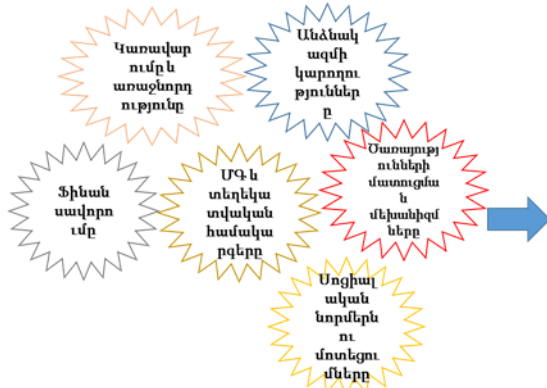 Կառավար
ումը և
առաջնորդ
ությունը
Անձնակ
ազմի
կարողու
թյուններ
ը
Ծառայությ
ունների
մատուցմա
ն
մեխանիզմ
ները
ՄԳ և
տեղեկա
տվական
համակա
րգերը
Ֆինան
սավորո
ւմը
Սոցիալ
ական
նորմերն
ու
մոտեցու
մները